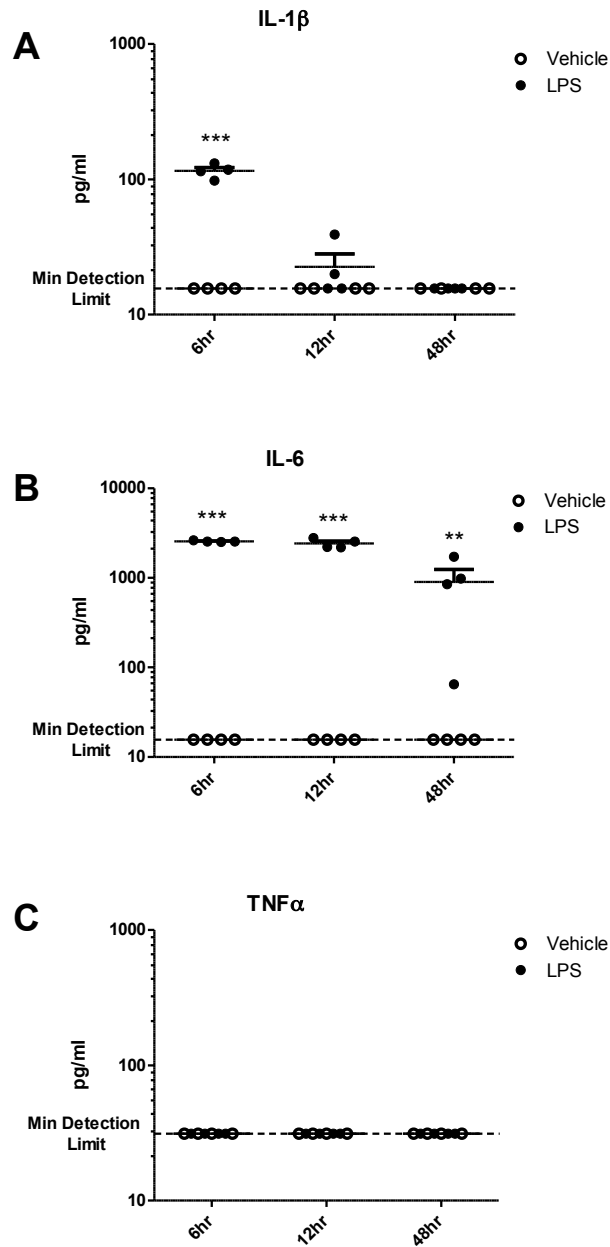 A
IL-1β
Vehicle
LPS
1000
***
pg/ml
100
Min Detection
Limit
10
6hr
12hr
48hr
B
IL-6
Vehicle
LPS
10000
***
***
**
1000
pg/ml
100
Min Detection
Limit
10
6hr
12hr
48hr
C
TNFα
Vehicle
LPS
1000
pg/ml
100
Min Detection
Limit
10
6hr
12hr
48hr